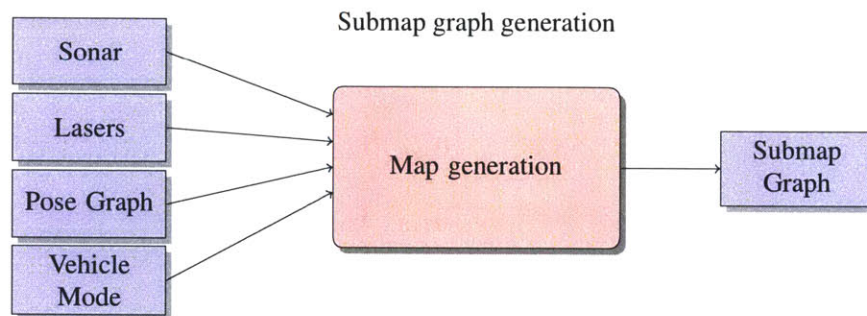 Submap graph generation
Sonar
Lasers
Pose Graph
Vehicle
Mode
Map generation
Submap
Graph